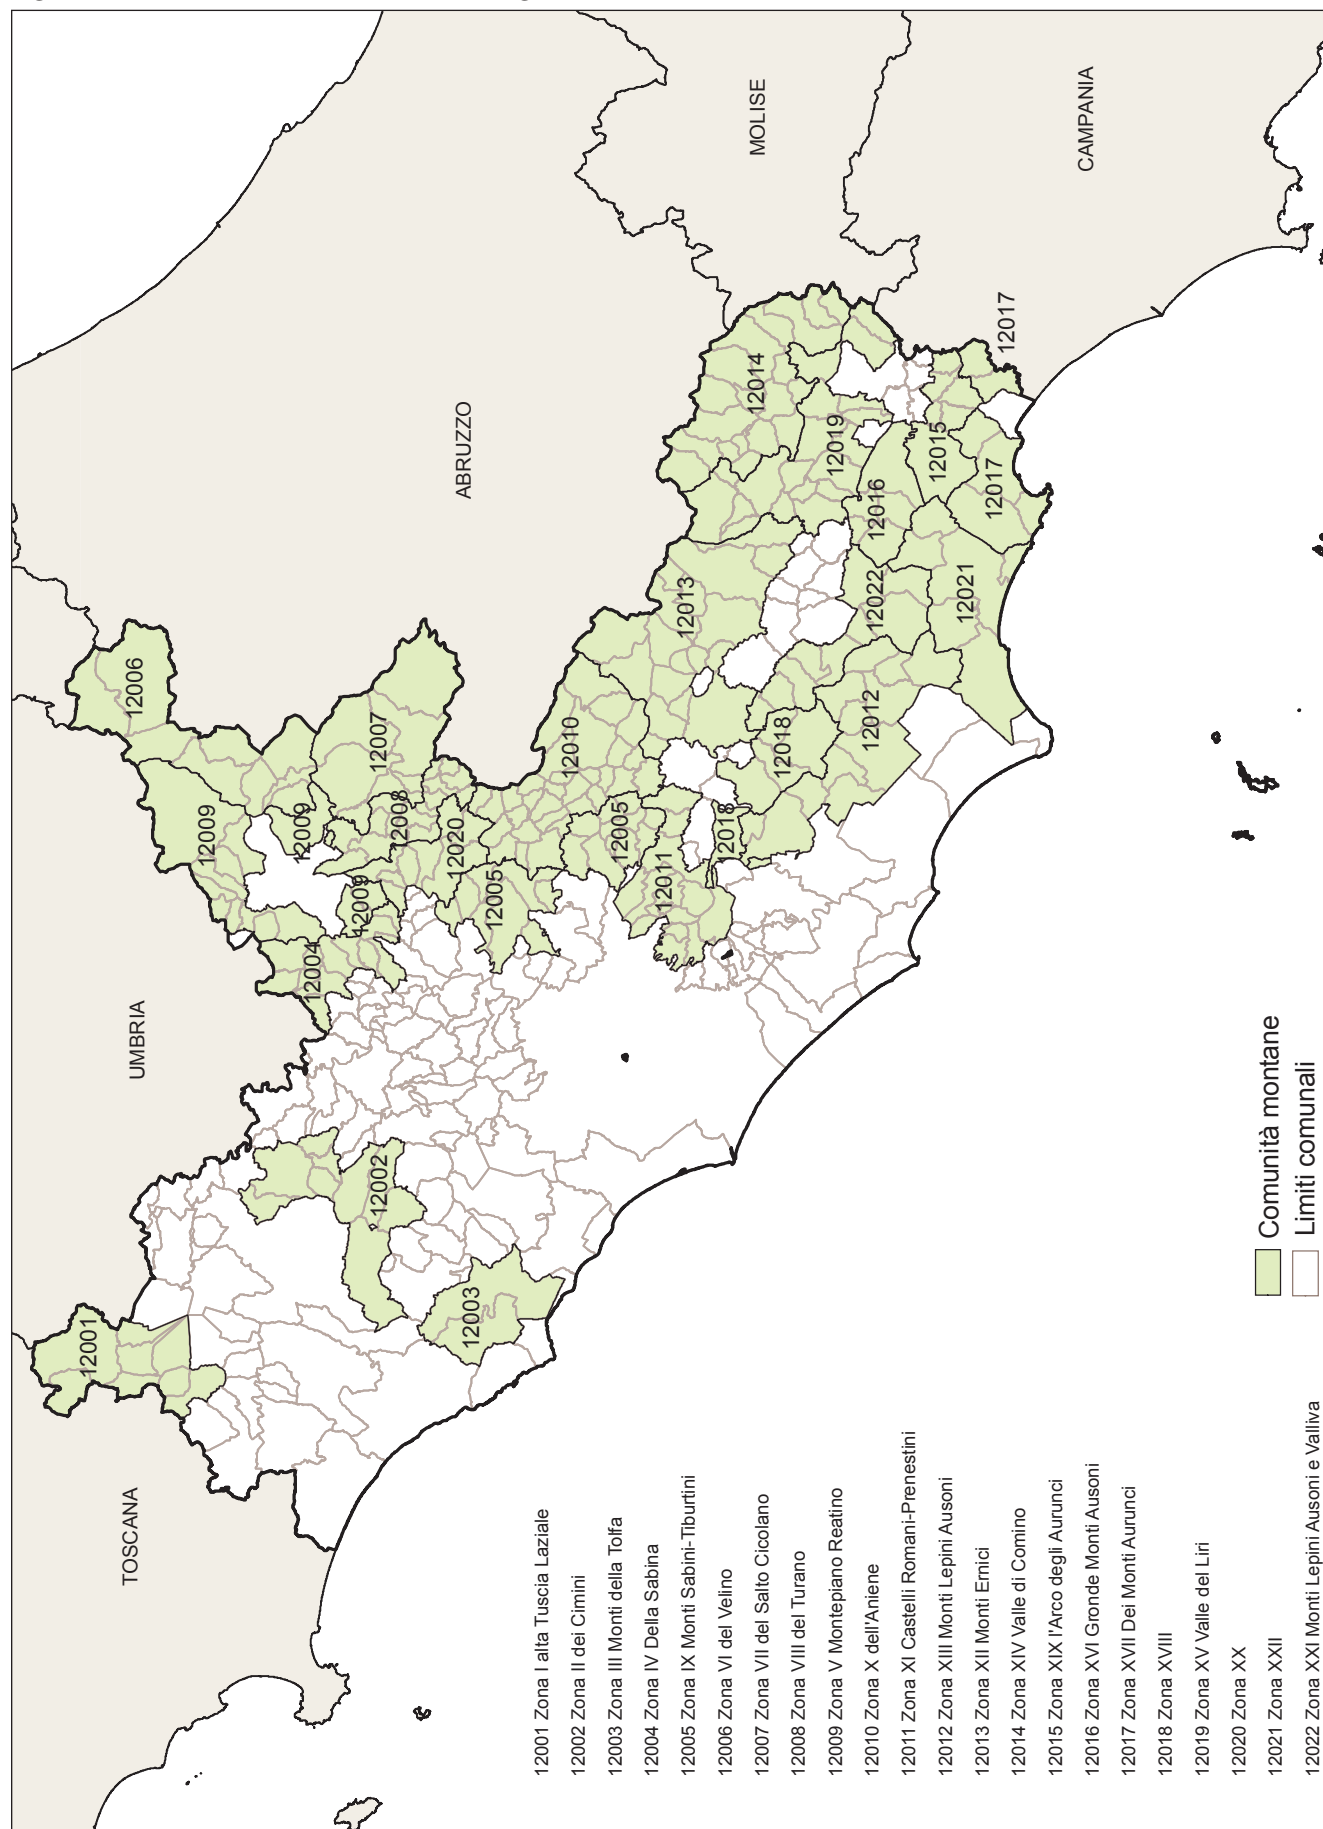 TOSCANA
UMBRIA
ABRUZZO
MOLISE
CAMPANIA
12001
12002
12003
12004
12009
12009
12009
12006
12007
12008
12020
12005
12005
12010
12011
12018
12018
12013
12012
12022
12021
12014
12019
12016
12015
12017
12017
12001 Zona I alta Tuscia Laziale
12002 Zona II dei Cimini
12003 Zona III Monti della Tolfa
12004 Zona IV Della Sabina
12005 Zona IX Monti Sabini-Tiburtini
12006 Zona VI del Velino
12007 Zona VII del Salto Cicolano
12008 Zona VIII del Turano
12009 Zona V Montepiano Reatino
12010 Zona X dell'Aniene
12011 Zona XI Castelli Romani-Prenestini
12012 Zona XIII Monti Lepini Ausoni
12013 Zona XII Monti Ernici
12014 Zona XIV Valle di Comino
12015 Zona XIX l'Arco degli Aurunci
12016 Zona XVI Gronde Monti Ausoni
12017 Zona XVII Dei Monti Aurunci
12018 Zona XVIII
12019 Zona XV Valle del Liri
12020 Zona XX
12021 Zona XXII
12022 Zona XXI Monti Lepini Ausoni e Valliva
Comunità montane
Limiti comunali